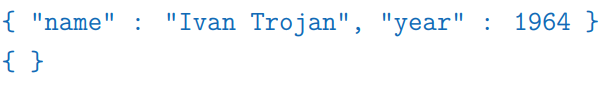 { "name" : "Ivan Trojan", "year" : 1964 }
{ }